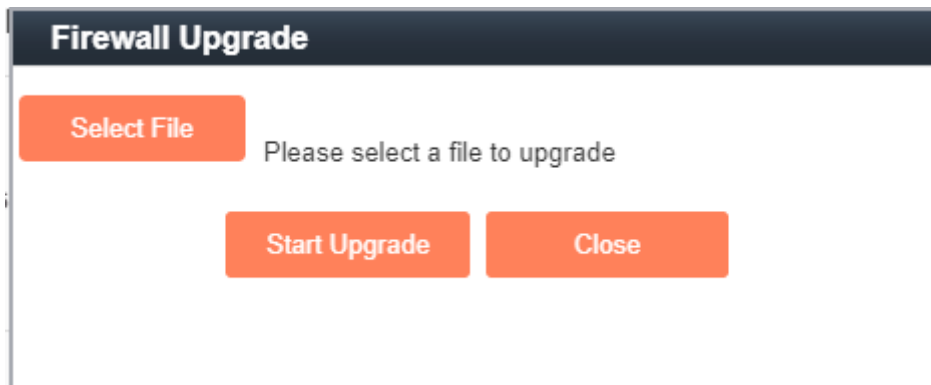 Firewall Upgrade
Select File
Please select a file to upgrade
Start Upgrade
Close